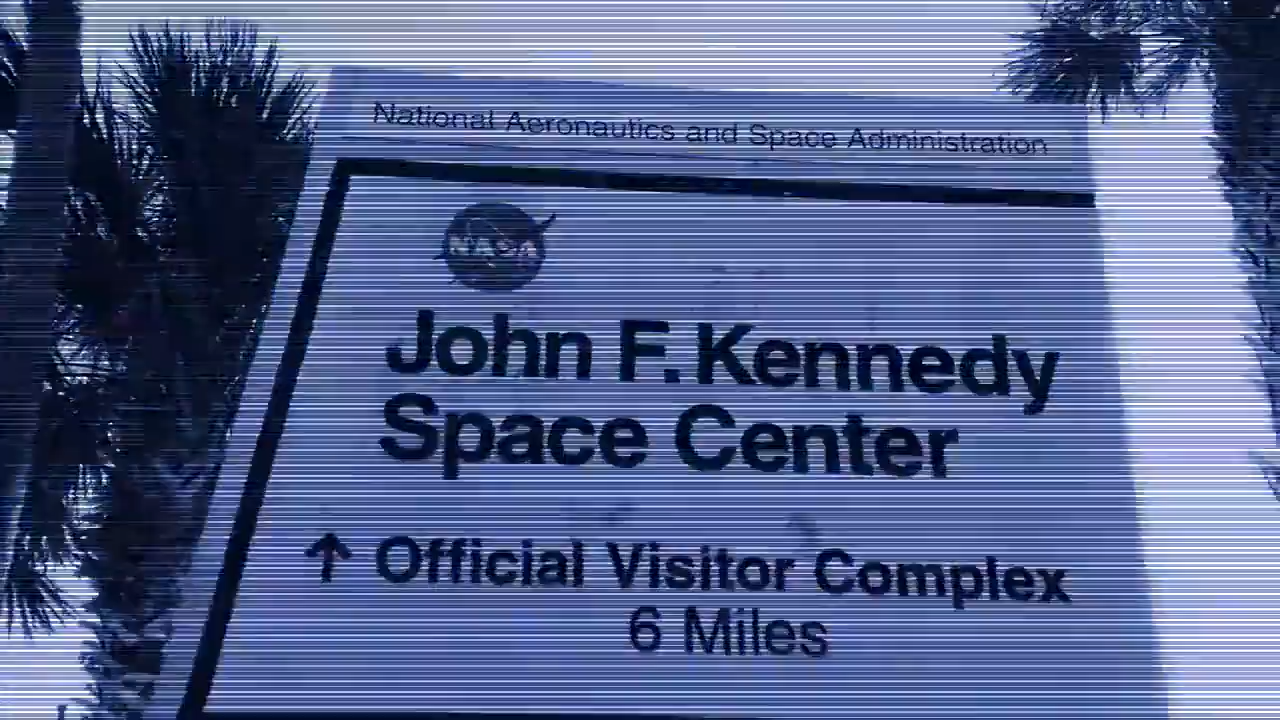 National Aeronautics and Space Administration
NASA
John F. Kennedy
Space Center
↑ Official Visitor Complex
6 Miles